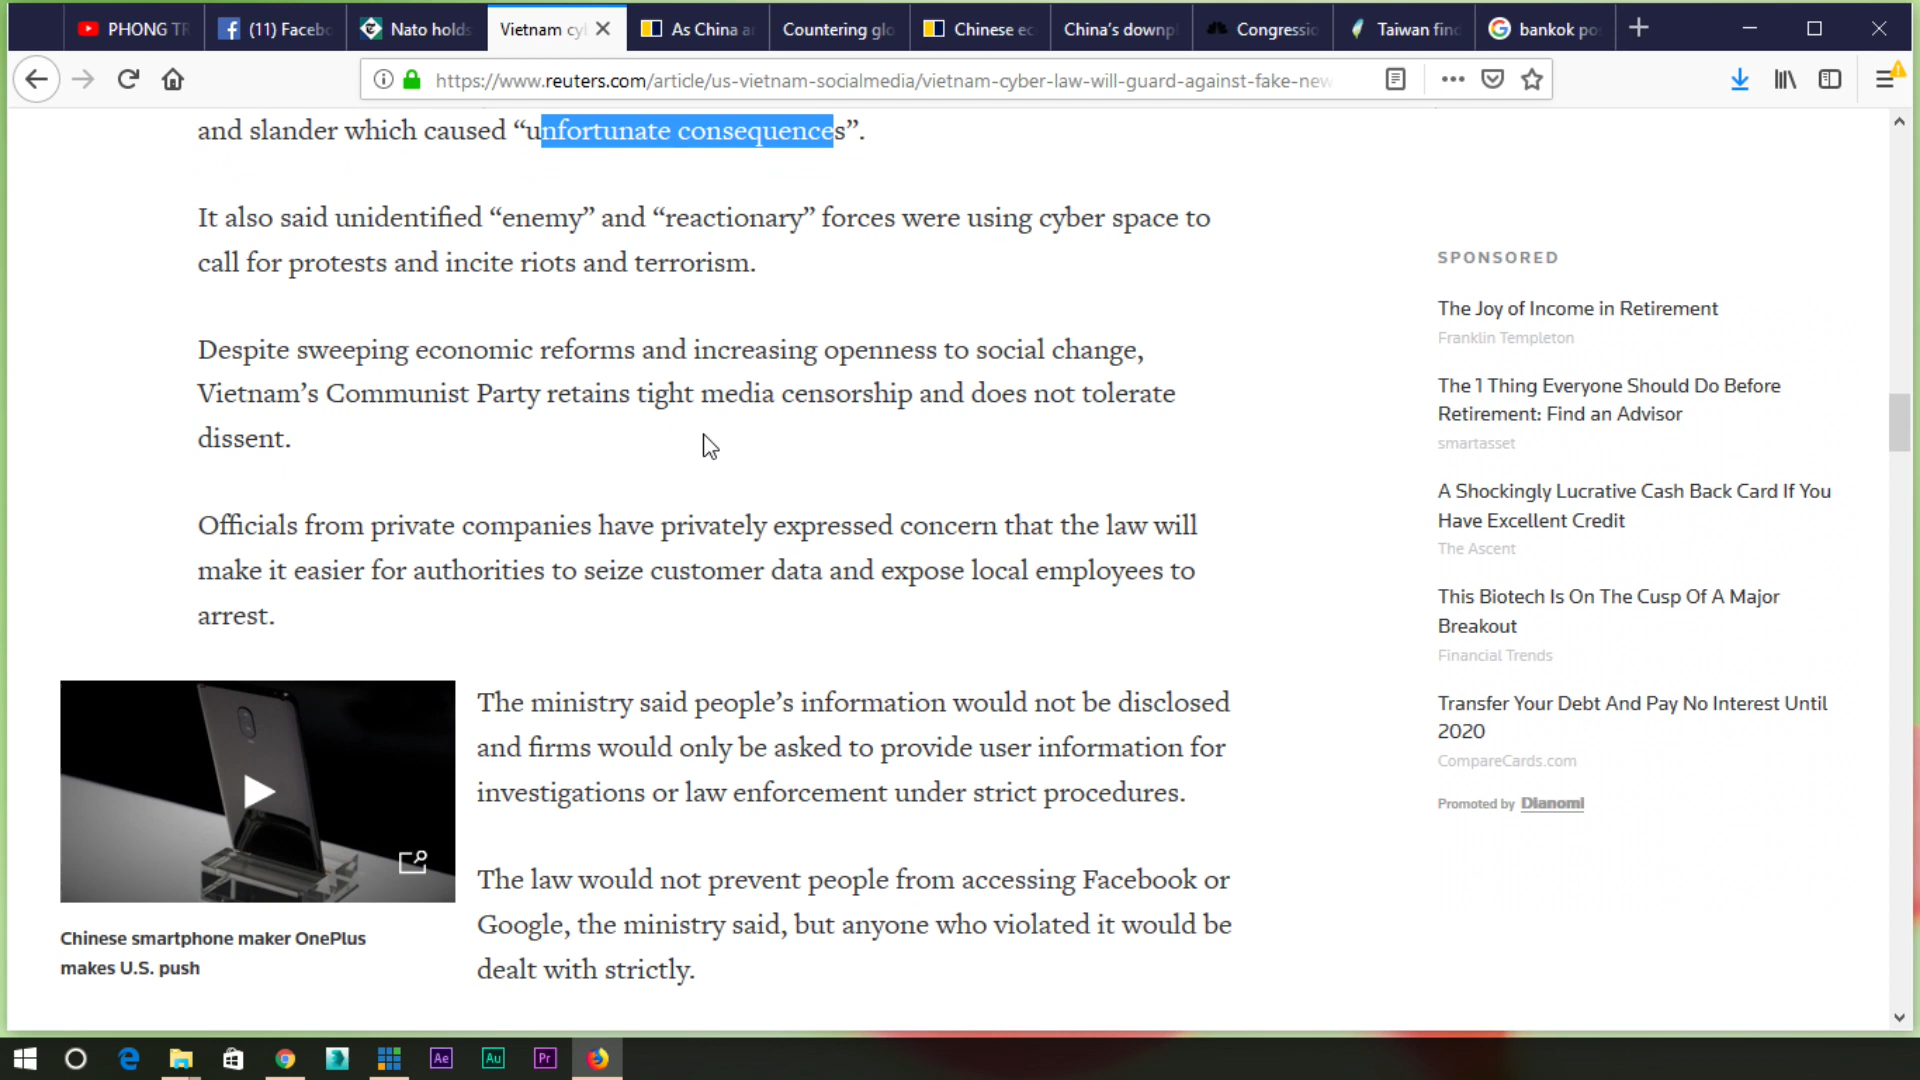 PHONG TR
(11) Facebo
Nato holds
Vietnam cy
As China a
Countering glo
Chinese ec
China's downpl
Congressio
Taiwan find
bankok po
https://www.reuters.com/article/us-vietnam-socialmedia/vietnam-cyber-law-will-guard-against-fake-new
and slander which caused “unfortunate consequences”.
It also said unidentified “enemy” and “reactionary” forces were using cyber space to
call for protests and incite riots and terrorism.
Despite sweeping economic reforms and increasing openness to social change,
Vietnam’s Communist Party retains tight media censorship and does not tolerate
dissent.
Officials from private companies have privately expressed concern that the law will
make it easier for authorities to seize customer data and expose local employees to
arrest.
The ministry said people’s information would not be disclosed
and firms would only be asked to provide user information for
investigations or law enforcement under strict procedures.
The law would not prevent people from accessing Facebook or
Google, the ministry said, but anyone who violated it would be
dealt with strictly.
Chinese smartphone maker OnePlus
makes U.S. push
SPONSORED
The Joy of Income in Retirement
Franklin Templeton
The 1 Thing Everyone Should Do Before
Retirement: Find an Advisor
smartasset
A Shockingly Lucrative Cash Back Card If You
Have Excellent Credit
The Ascent
This Biotech Is On The Cusp Of A Major
Breakout
Financial Trends
Transfer Your Debt And Pay No Interest Until
2020
CompareCards.com
Promoted by Dianomi
Ae
Au
Pr